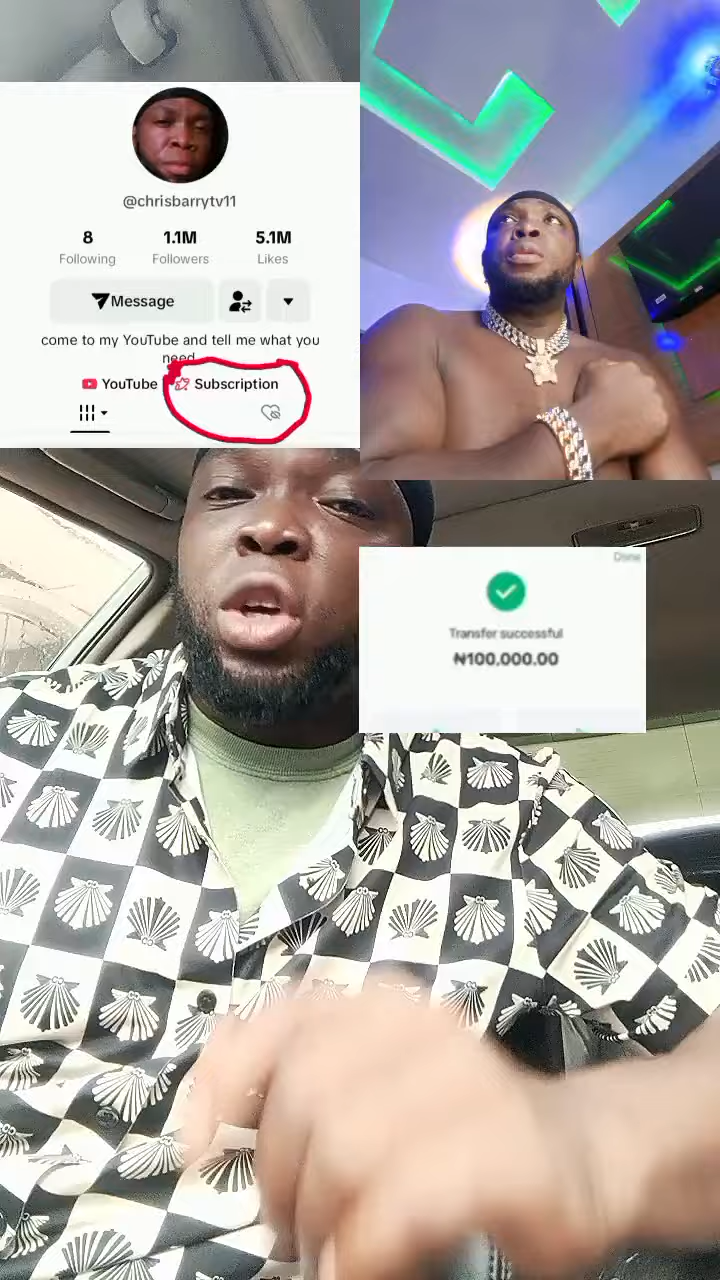 @chrisbarrytv11
8 1.1M 5.1M
Following Followers Likes
Message
come to my YouTube and tell me what you
need
YouTube Subscription
Done
Transfer successful
₦100,000.00